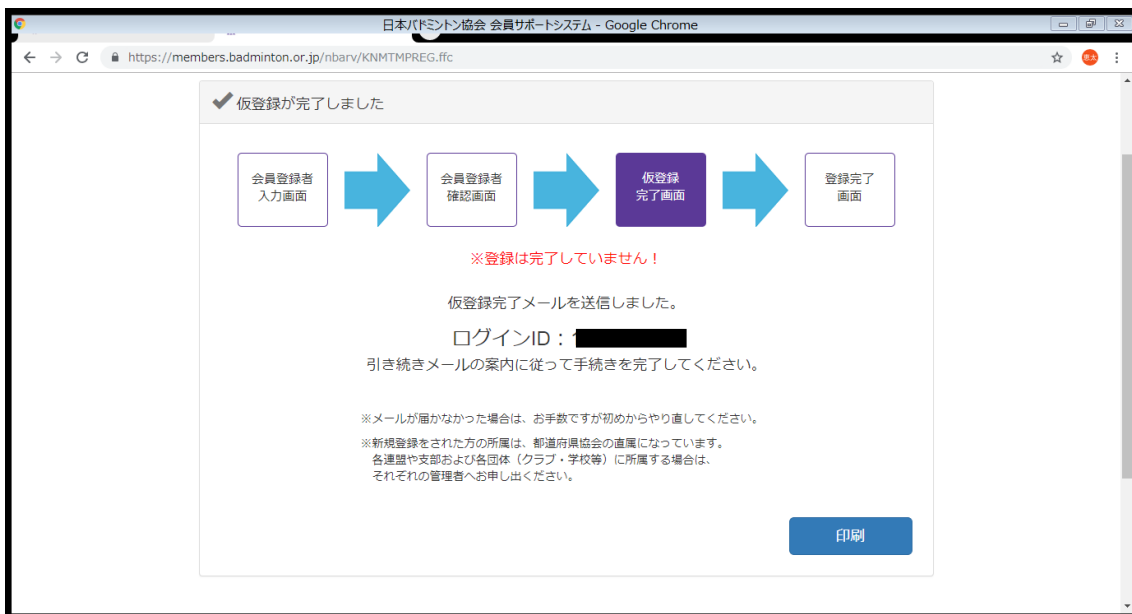 日本バドミントン協会 会員サポートシステム - Google Chrome
https://members.badminton.or.jp/nbarv/KNMTMPREG.ffc
恵太
仮登録が完了しました
会員登録者
入力画面
会員登録者
確認画面
仮登録
完了画面
登録完了
画面
※登録は完了していません！
仮登録完了メールを送信しました。
ログインID：
引き続きメールの案内に従って手続きを完了してください。
※メールが届かなかった場合は、お手数ですが初めからやり直してください。
※新規登録をされた方の所属は、都道府県協会の直属になっています。
各連盟や支部および各団体（クラブ・学校等）に所属する場合は、
それぞれの管理者へお申し出ください。
印刷